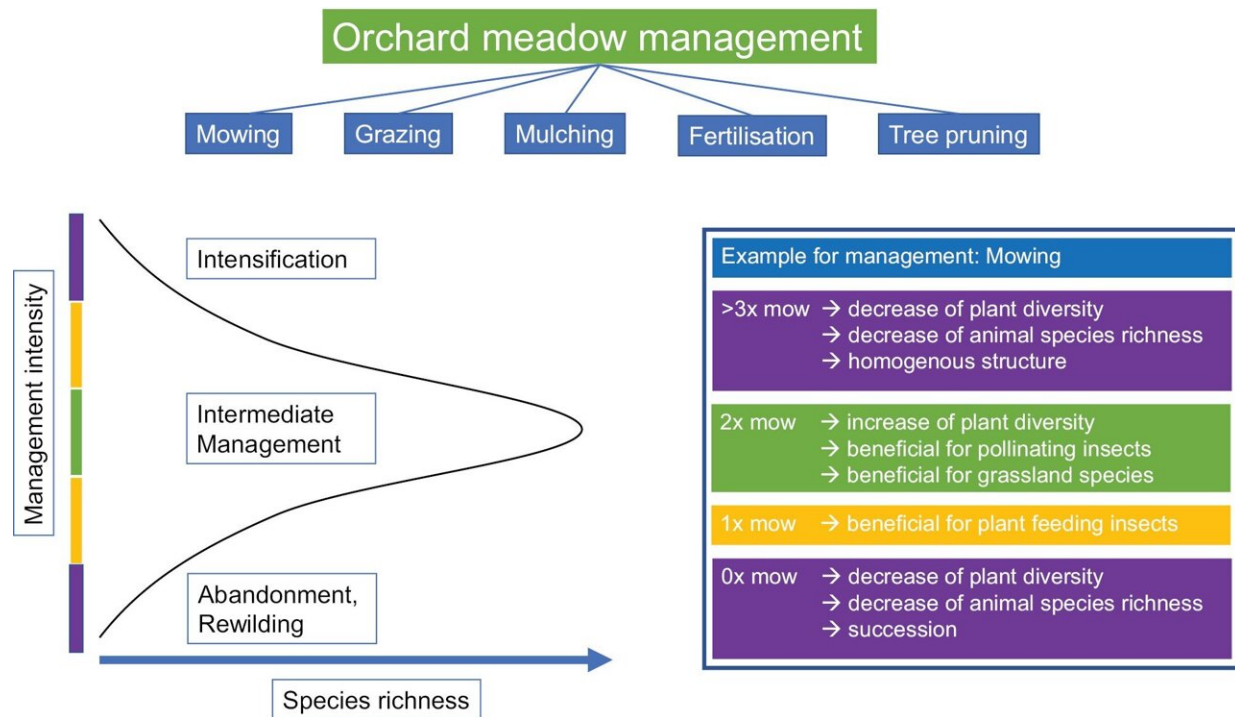 Orchard meadow management
Mowing
Grazing
Mulching
Fertilisation
Tree pruning
Management intensity
Intensification
Intermediate
Management
Abandonment,
Rewilding
Species richness
Example for management: Mowing
>3x mow → decrease of plant diversity
→ decrease of animal species richness
→ homogenous structure
2x mow → increase of plant diversity
→ beneficial for pollinating insects
→ beneficial for grassland species
1x mow → beneficial for plant feeding insects
0x mow → decrease of plant diversity
→ decrease of animal species richness
→ succession